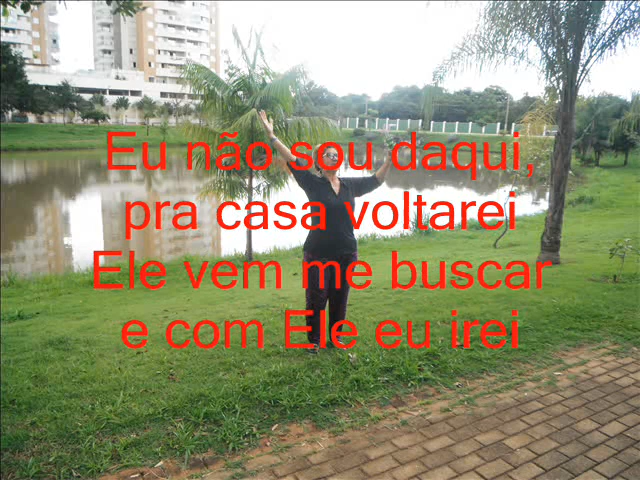 Eu não sou daqui,
pra casa voltarei
Ele vem me buscar
e com Ele eu irei